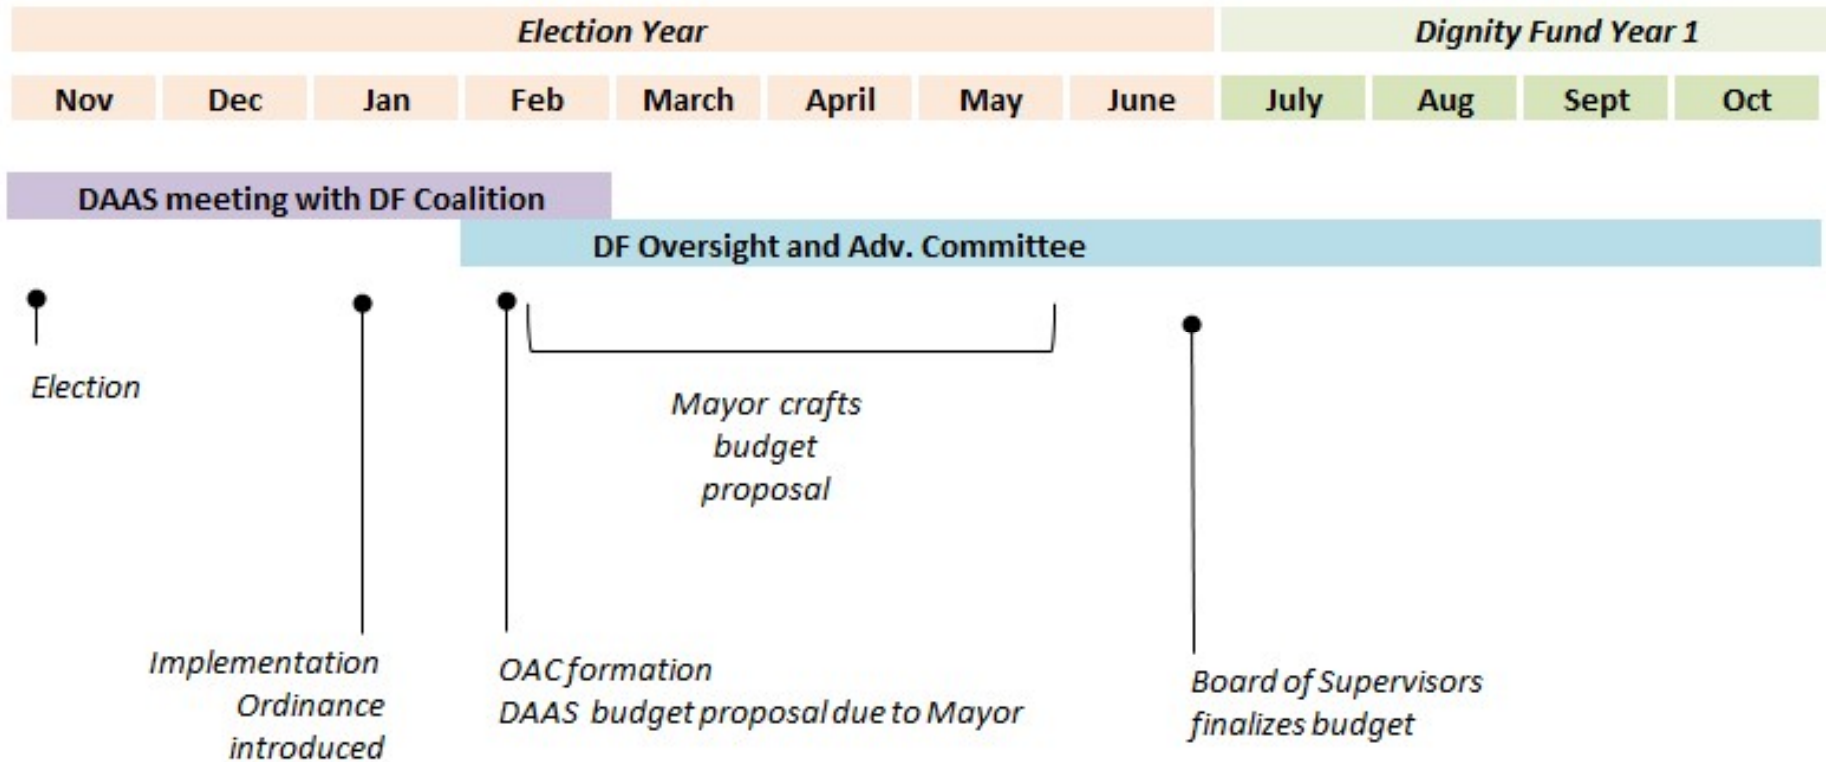 Election Year Dignity Fund Year 1
Nov Dec Jan Feb March April May June July Aug Sept Oct
DAAS meeting with DF Coalition
DF Oversight and Adv. Committee
Election
Mayor crafts
budget
proposal
Implementation
Ordinance
introduced
OAC formation
DAAS budget proposal due to Mayor
Board of Supervisors
finalizes budget